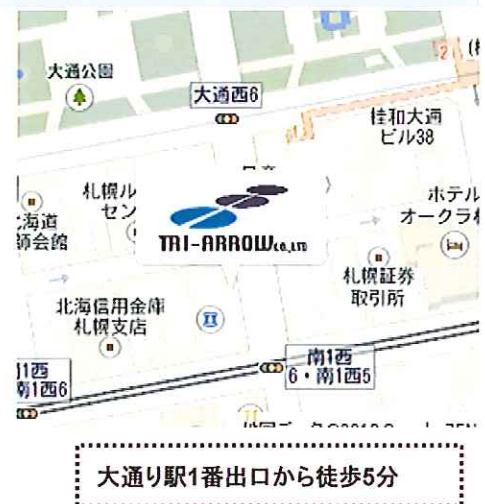 2
大通公園
大通西6
桂和大通
ビル38
札幌ル
セン
ホテル
オークラ
海道
師会館
TRI-ARROW CO.,LTD
札幌証券
取引所
北海信用金庫
札幌支店
南1西
6・南1西5
南1西6
大通り駅1番出口から徒歩5分